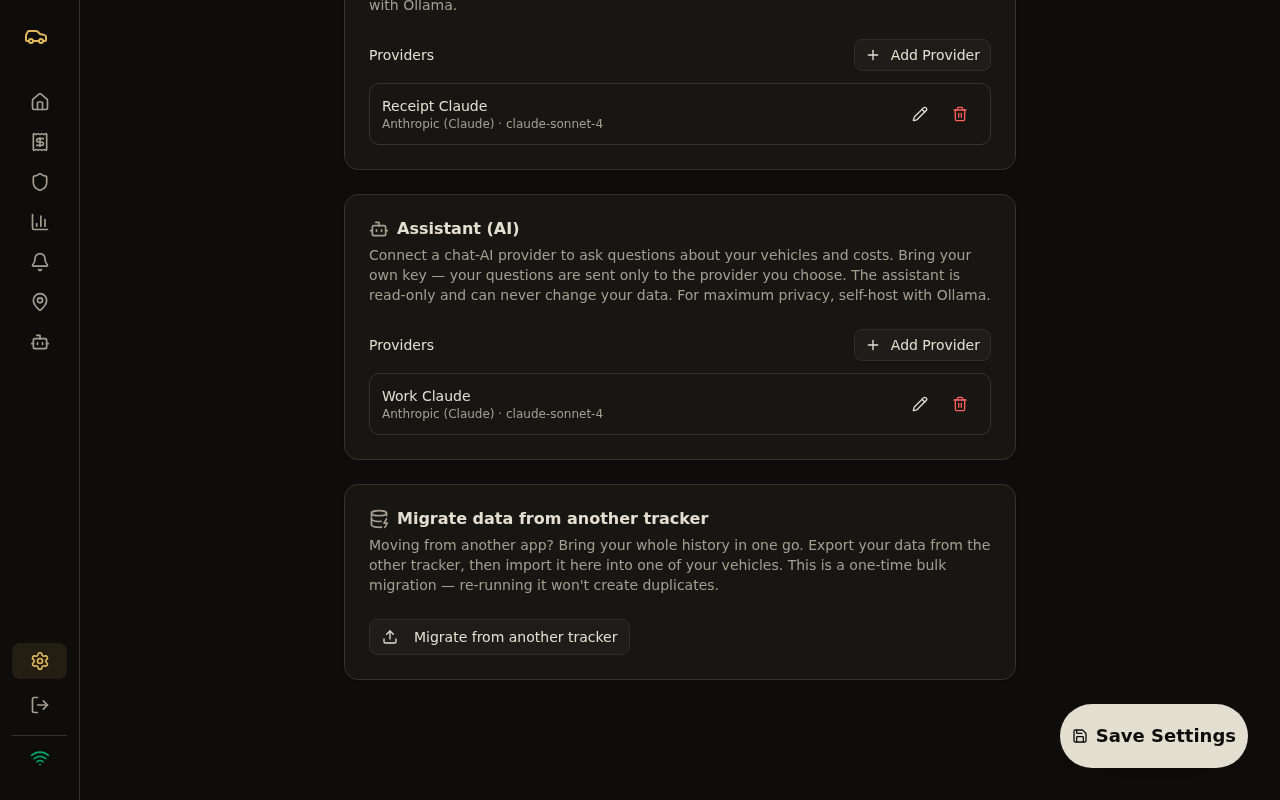 with Ollama.
Providers
Add Provider
Receipt Claude
Anthropic (Claude) · claude-sonnet-4
Assistant (AI)
Connect a chat-AI provider to ask questions about your vehicles and costs. Bring your
own key — your questions are sent only to the provider you choose. The assistant is
read-only and can never change your data. For maximum privacy, self-host with Ollama.
Providers
Add Provider
Work Claude
Anthropic (Claude) · claude-sonnet-4
Migrate data from another tracker
Moving from another app? Bring your whole history in one go. Export your data from the
other tracker, then import it here into one of your vehicles. This is a one-time bulk
migration — re-running it won't create duplicates.
Migrate from another tracker
Save Settings